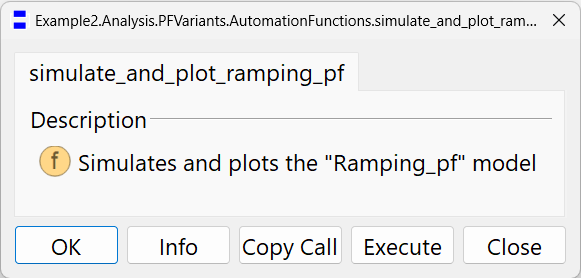 Example2.Analysis.PFVariants.AutomationFunctions.simulate_and_plot_ram...
simulate_and_plot_ramping_pf
Description
f Simulates and plots the "Ramping_pf" model
OK Info Copy Call Execute Close